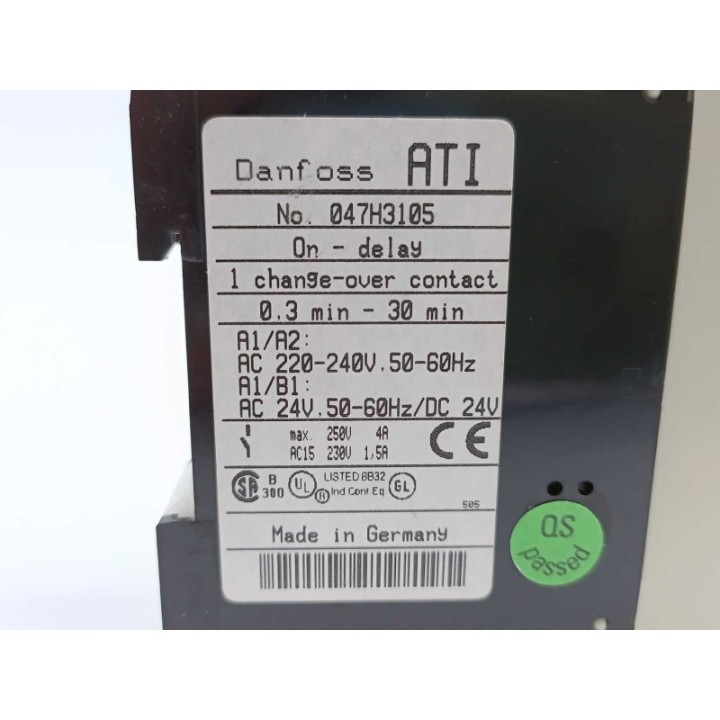 Danfoss ATI
No. 047H3105
On - delay
1 change-over contact
0.3 min - 30 min
A1/A2:
AC 220-240V.50-60Hz
A1/B1:
AC 24V.50-60Hz/DC 24V
max. 250V 4A
AC15 230V 1,5A
CE
SA B 300 UL LISTED 8B32 GL
R Ind Cont Eq
505
Made in Germany
QS
passed